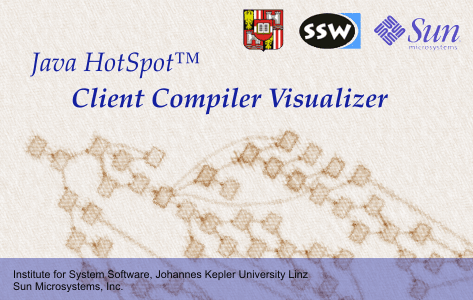 SSW
Sun
microsystems
Java HotSpot™
Client Compiler Visualizer
Institute for System Software, Johannes Kepler University Linz
Sun Microsystems, Inc.